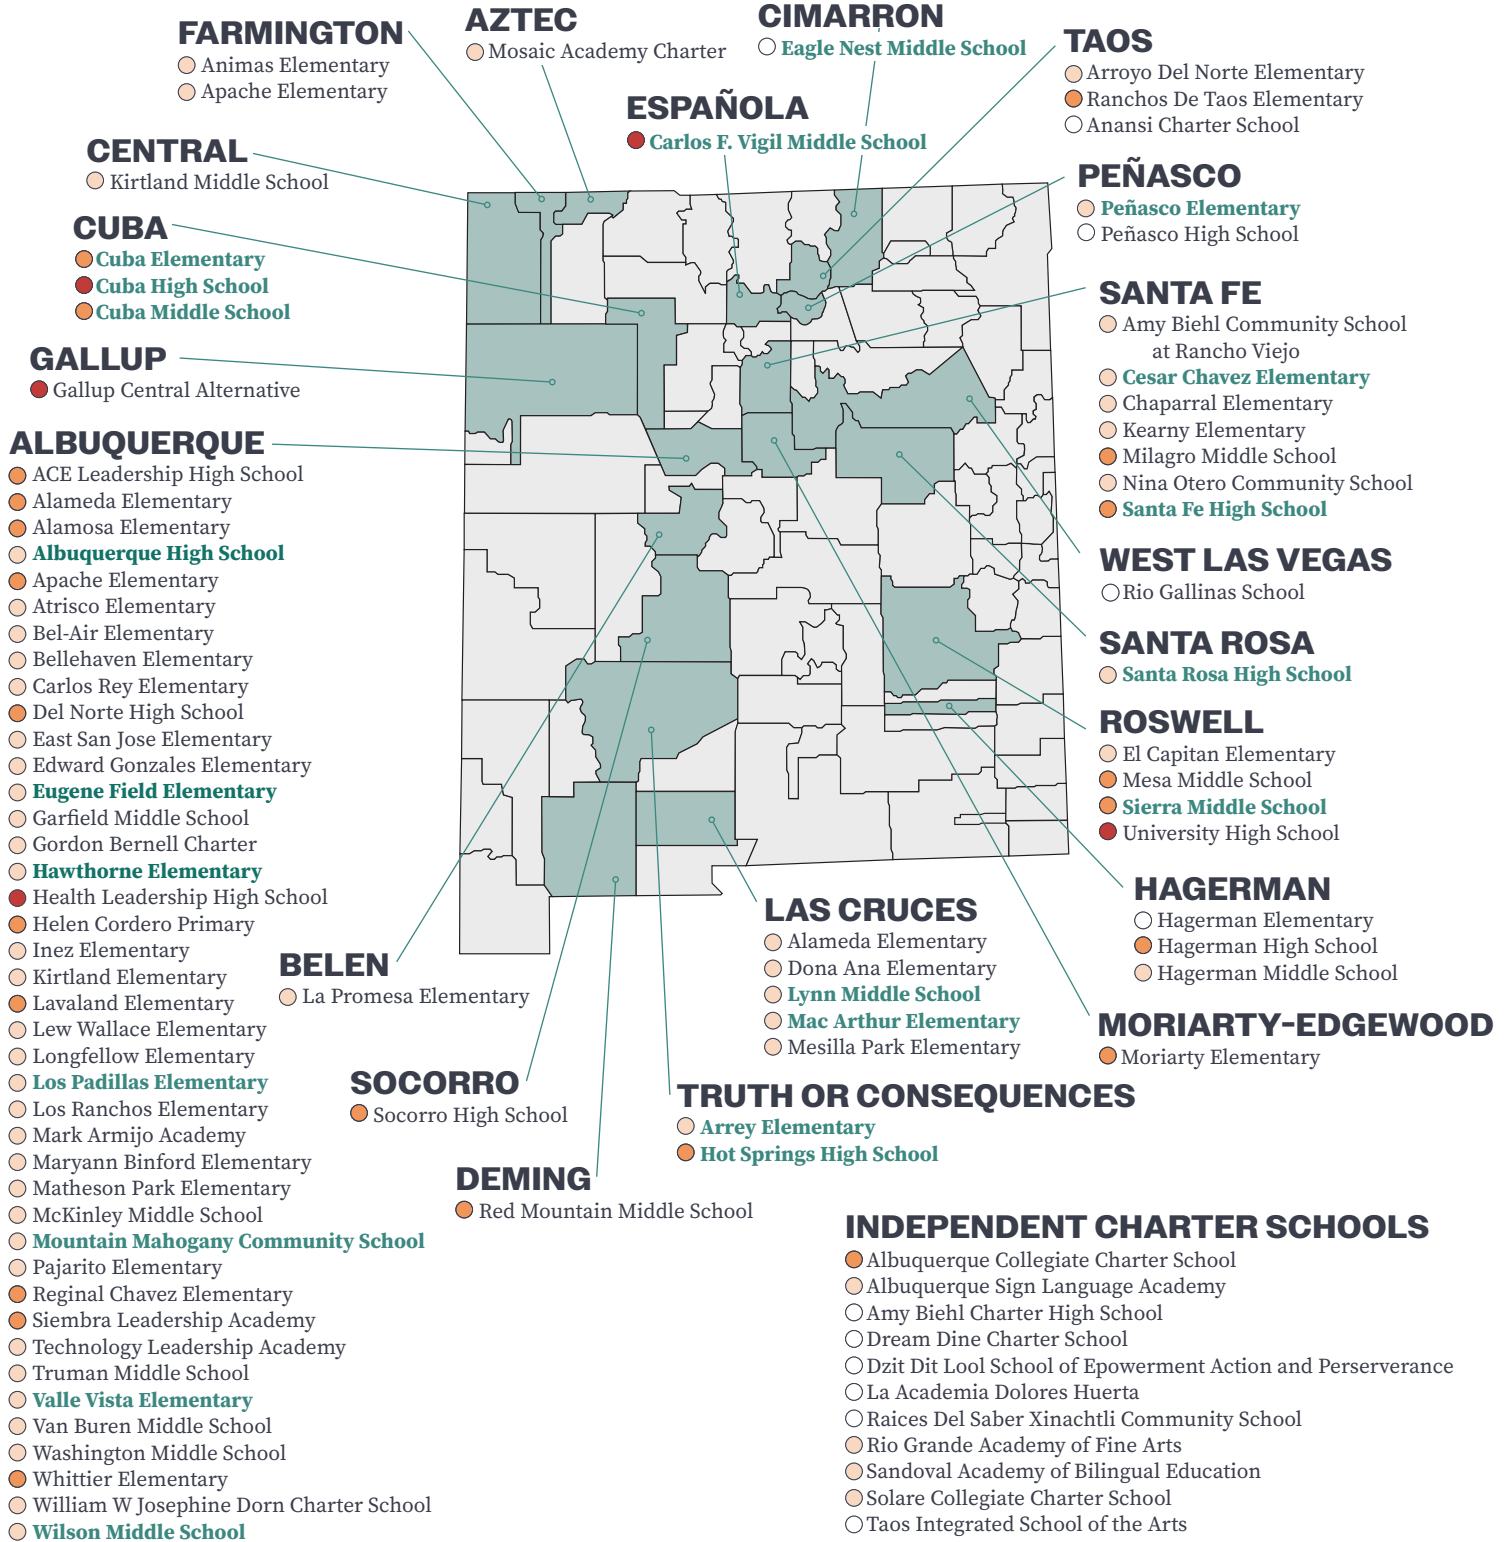 FARMINGTON
Animas Elementary
Apache Elementary
AZTEC
Mosaic Academy Charter
CIMARRON
Eagle Nest Middle School
TAOS
Arroyo Del Norte Elementary
Ranchos De Taos Elementary
Anansi Charter School
ESPAÑOLA
Carlos F. Vigil Middle School
CENTRAL
Kirtland Middle School
PEÑASCO
Peñasco Elementary
Peñasco High School
CUBA
Cuba Elementary
Cuba High School
Cuba Middle School
SANTA FE
Amy Biehl Community School
at Rancho Viejo
Cesar Chavez Elementary
Chaparral Elementary
Kearny Elementary
Milagro Middle School
Nina Otero Community School
Santa Fe High School
GALLUP
Gallup Central Alternative
ALBUQUERQUE
ACE Leadership High School
Alameda Elementary
Alamosa Elementary
Albuquerque High School
Apache Elementary
Atrisco Elementary
Bel-Air Elementary
Bellehaven Elementary
Carlos Rey Elementary
Del Norte High School
East San Jose Elementary
Edward Gonzales Elementary
Eugene Field Elementary
Garfield Middle School
Gordon Bernell Charter
Hawthorne Elementary
Health Leadership High School
Helen Cordero Primary
Inez Elementary
Kirtland Elementary
Lavaland Elementary
Lew Wallace Elementary
Longfellow Elementary
Los Padillas Elementary
Los Ranchos Elementary
Mark Armijo Academy
Maryann Binford Elementary
Matheson Park Elementary
McKinley Middle School
Mountain Mahogany Community School
Pajarito Elementary
Reginal Chavez Elementary
Siembra Leadership Academy
Technology Leadership Academy
Truman Middle School
Valle Vista Elementary
Van Buren Middle School
Washington Middle School
Whittier Elementary
William W Josephine Dorn Charter School
Wilson Middle School
WEST LAS VEGAS
Rio Gallinas School
SANTA ROSA
Santa Rosa High School
ROSWELL
El Capitan Elementary
Mesa Middle School
Sierra Middle School
University High School
HAGERMAN
Hagerman Elementary
Hagerman High School
Hagerman Middle School
LAS CRUCES
Alameda Elementary
Dona Ana Elementary
Lynn Middle School
Mac Arthur Elementary
Mesilla Park Elementary
BELEN
La Promesa Elementary
MORIARTY-EDGEWOOD
Moriarty Elementary
SOCORRO
Socorro High School
TRUTH OR CONSEQUENCES
Arrey Elementary
Hot Springs High School
DEMING
Red Mountain Middle School
INDEPENDENT CHARTER SCHOOLS
Albuquerque Collegiate Charter School
Albuquerque Sign Language Academy
Amy Biehl Charter High School
Dream Dine Charter School
Dzit Dit Lool School of Epowerment Action and Perserverance
La Academia Dolores Huerta
Raices Del Saber Xinachtli Community School
Rio Grande Academy of Fine Arts
Sandoval Academy of Bilingual Education
Solare Collegiate Charter School
Taos Integrated School of the Arts